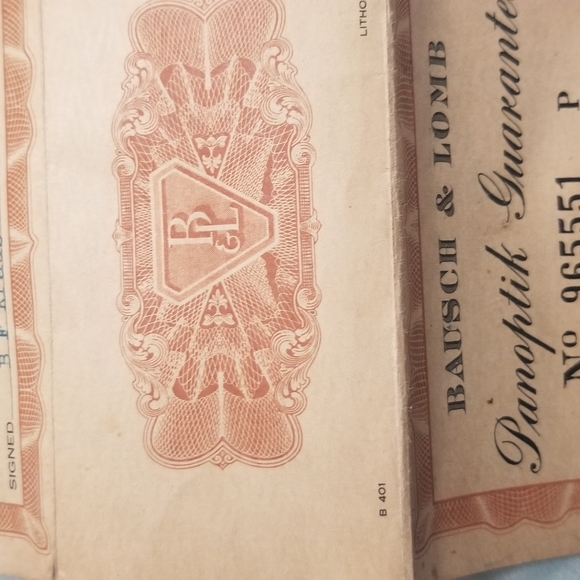 SIGNED
B F
LITHO
B&L
B 401
BAUSCH & LOMB
Panoptik Guarante
No 965551 P